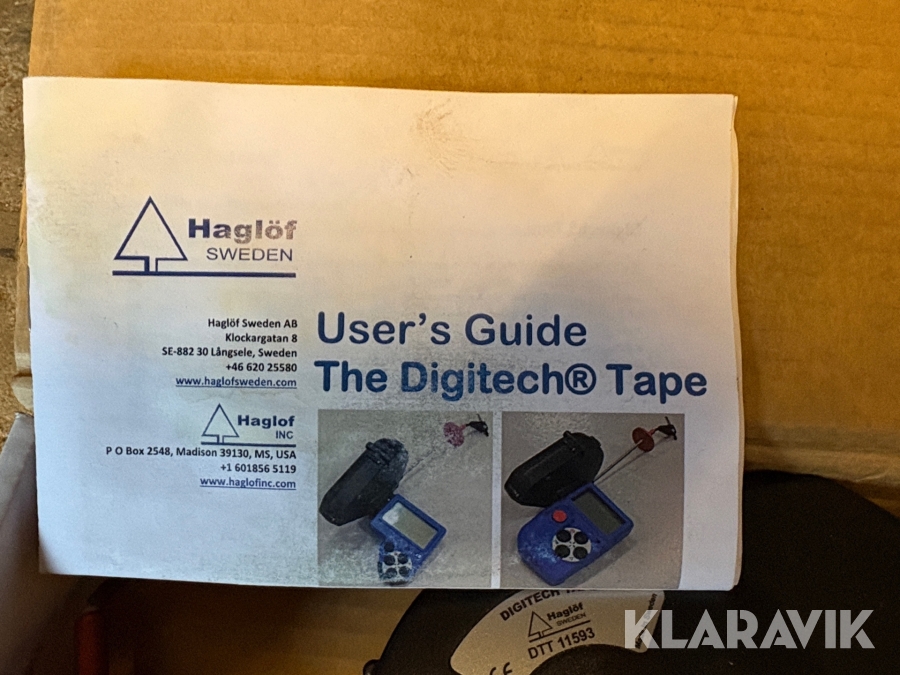 Haglöf
SWEDEN
Haglöf Sweden AB
Klockargatan 8
SE-882 30 Långsele, Sweden
+46 620 25580
www.haglofsweden.com
User's Guide
The Digitech® Tape
Haglof
INC
P O Box 2548, Madison 39130, MS, USA
+1 601856 5119
www.haglofinc.com
DIGITECH
Haglöf
SWEDEN
DTT 11593
CE
KLARAVIK